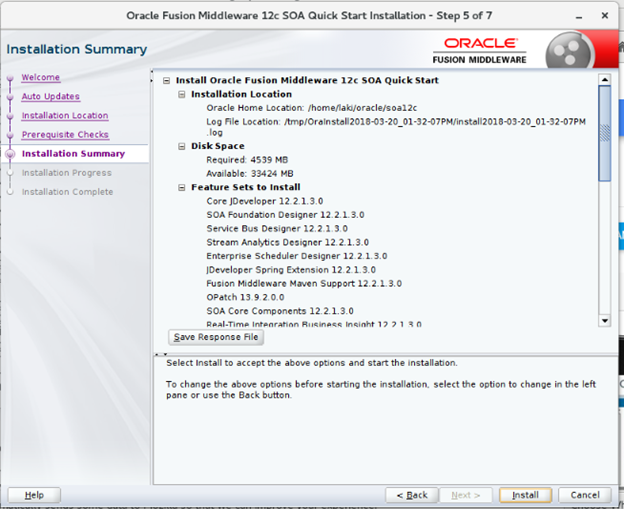 Oracle Fusion Middleware 12c SOA Quick Start Installation - Step 5 of 7
Installation Summary
ORACLE
FUSION MIDDLEWARE
Welcome
Auto Updates
Installation Location
Prerequisite Checks
Installation Summary
Installation Progress
Installation Complete
Install Oracle Fusion Middleware 12c SOA Quick Start
Installation Location
Oracle Home Location: /home/laki/oracle/soa12c
Log File Location: /tmp/OraInstall2018-03-20_01-32-07PM/install2018-03-20_01-32-07PM
.log
Disk Space
Required: 4539 MB
Available: 33424 MB
Feature Sets to Install
Core JDeveloper 12.2.1.3.0
SOA Foundation Designer 12.2.1.3.0
Service Bus Designer 12.2.1.3.0
Stream Analytics Designer 12.2.1.3.0
Enterprise Scheduler Designer 12.2.1.3.0
JDeveloper Spring Extension 12.2.1.3.0
Fusion Middleware Maven Support 12.2.1.3.0
OPatch 13.9.2.0.0
SOA Core Components 12.2.1.3.0
Real-Time Integration Business Insight 12.2.1.3.0
Save Response File
Select Install to accept the above options and start the installation.
To change the above options before starting the installation, select the option to change in the left
pane or use the Back button.
Help
< Back
Next >
Install
Cancel